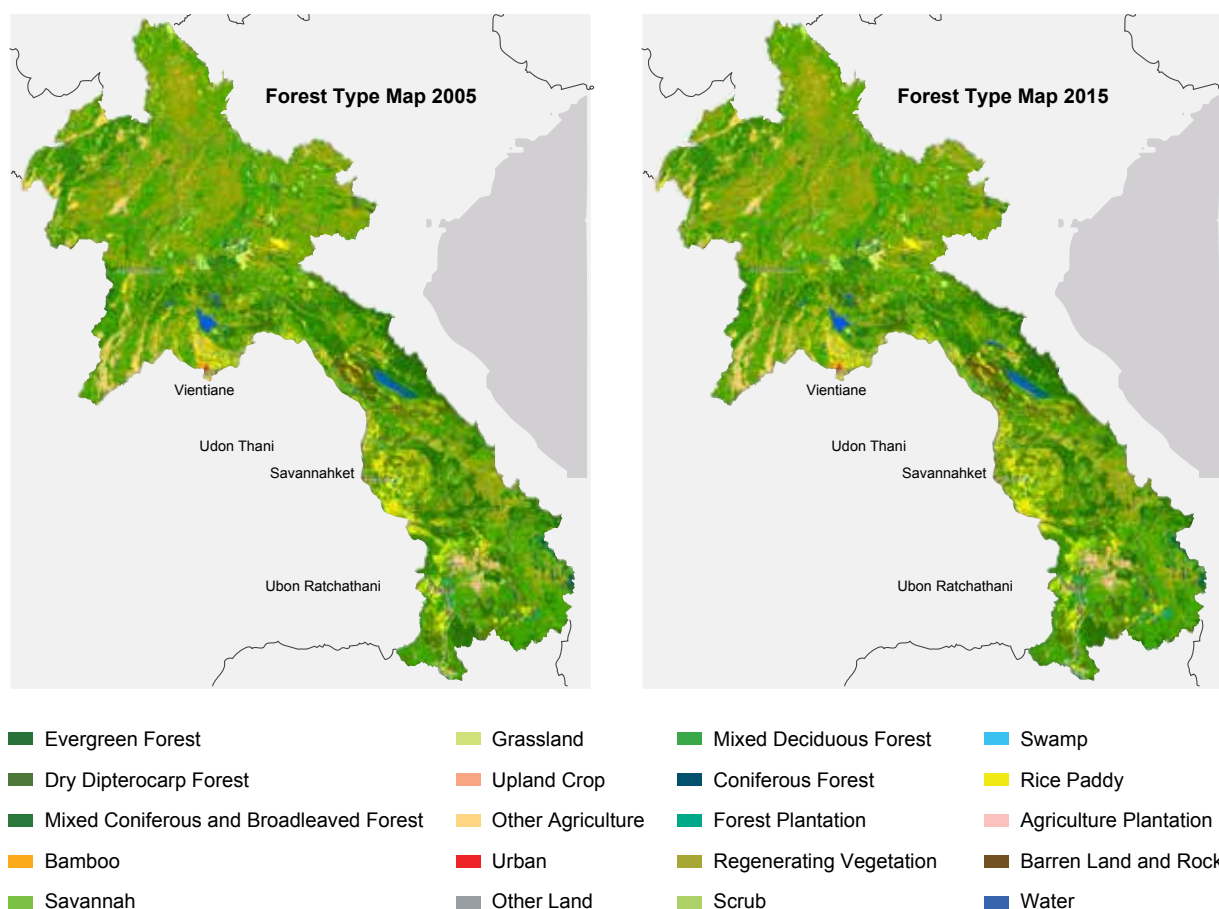 Forest Type Map 2005
Vientiane
Udon Thani
Savannahket
Ubon Ratchathani
Forest Type Map 2015
Vientiane
Udon Thani
Savannahket
Ubon Ratchathani
Evergreen Forest
Dry Dipterocarp Forest
Mixed Coniferous and Broadleaved Forest
Bamboo
Savannah
Grassland
Upland Crop
Other Agriculture
Urban
Other Land
Mixed Deciduous Forest
Coniferous Forest
Forest Plantation
Regenerating Vegetation
Scrub
Swamp
Rice Paddy
Agriculture Plantation
Barren Land and Rock
Water